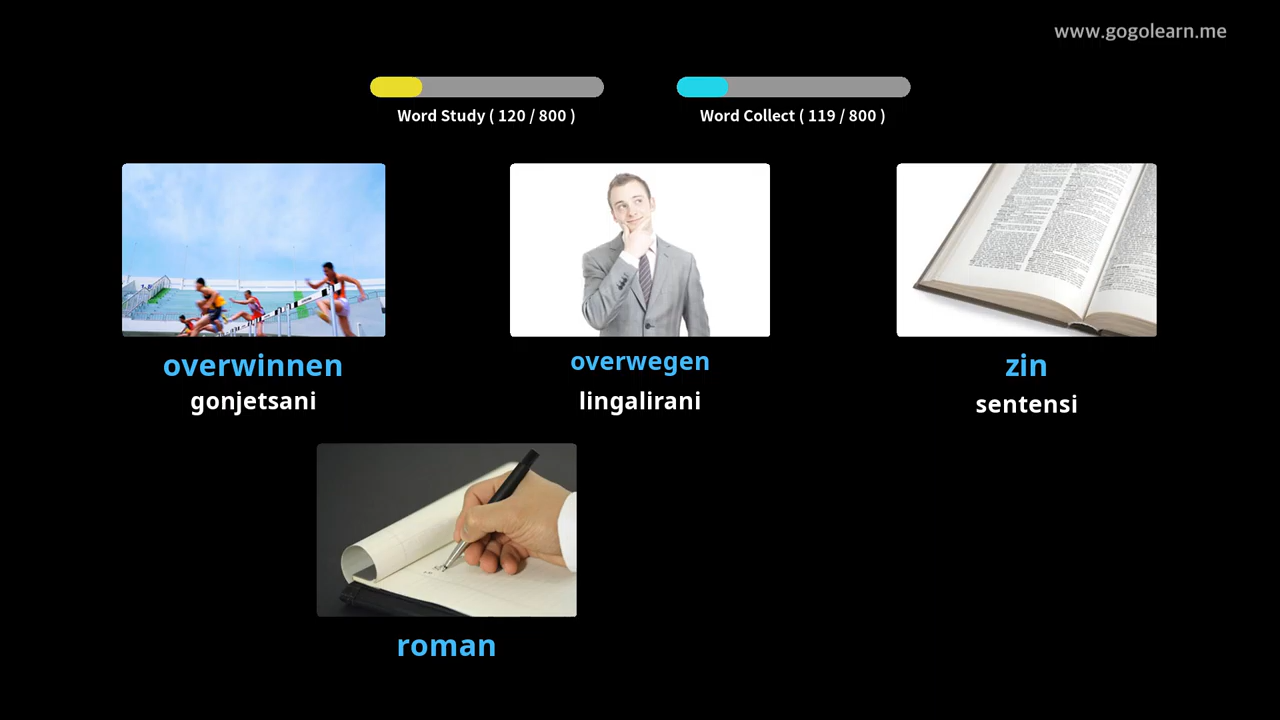 www.gogolearn.me
Word Study ( 120 / 800 )
Word Collect ( 119 / 800 )
overwinnen
gonjetsani
overwegen
lingalirani
zin
sentensi
roman